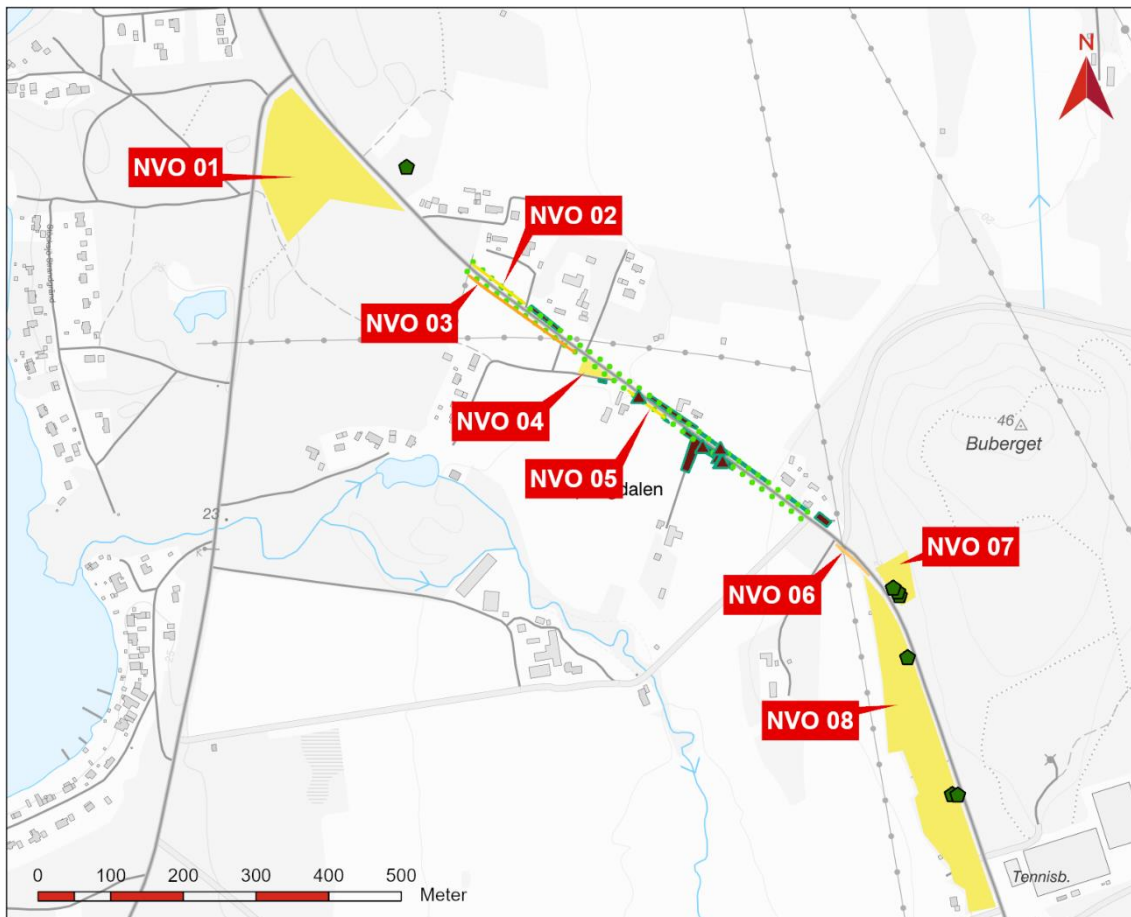 N
NVO 01
NVO 02
NVO 03
46
Buberget
NVO 04
NVO 05
dalen
23
K
NVO 07
NVO 06
NVO 08
0 100 200 300 400 500
Meter
Tennisb.